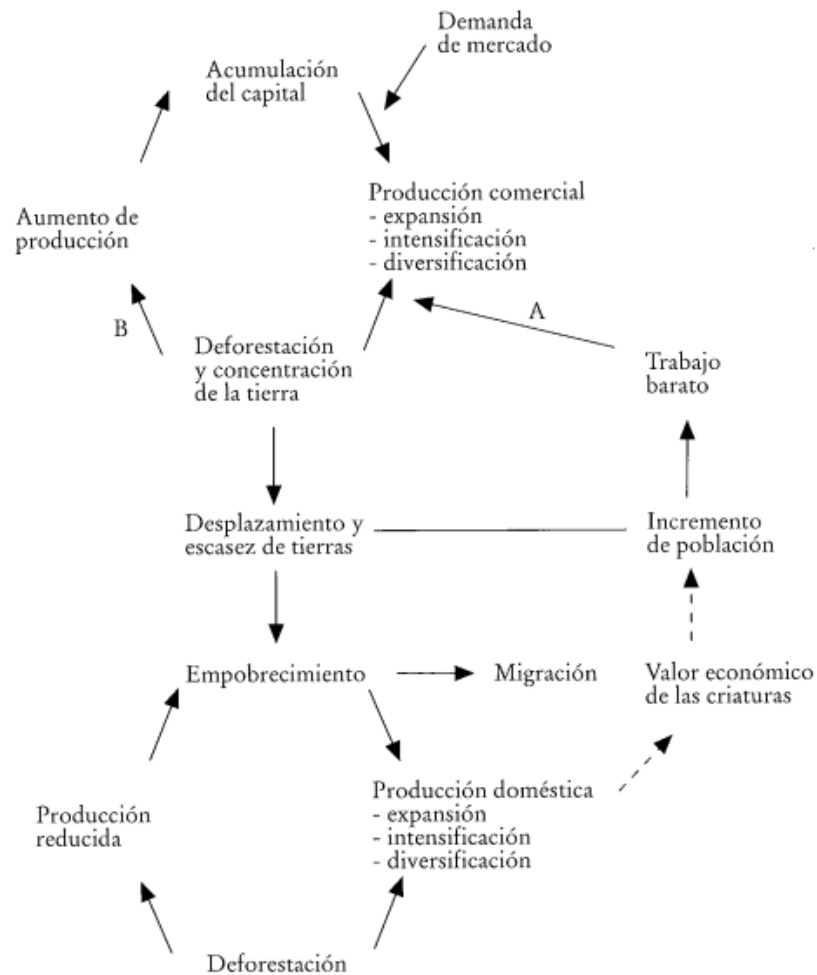 Demanda
de mercado
Acumulación
del capital
Producción comercial
- expansión
- intensificación
- diversificación
Aumento de
producción
A
B
Deforestación
y concentración
de la tierra
Trabajo
barato
Desplazamiento y
escasez de tierras
Incremento
de población
Empobrecimiento
Migración
Valor económico
de las criaturas
Producción doméstica
- expansión
- intensificación
- diversificación
Producción
reducida
Deforestación